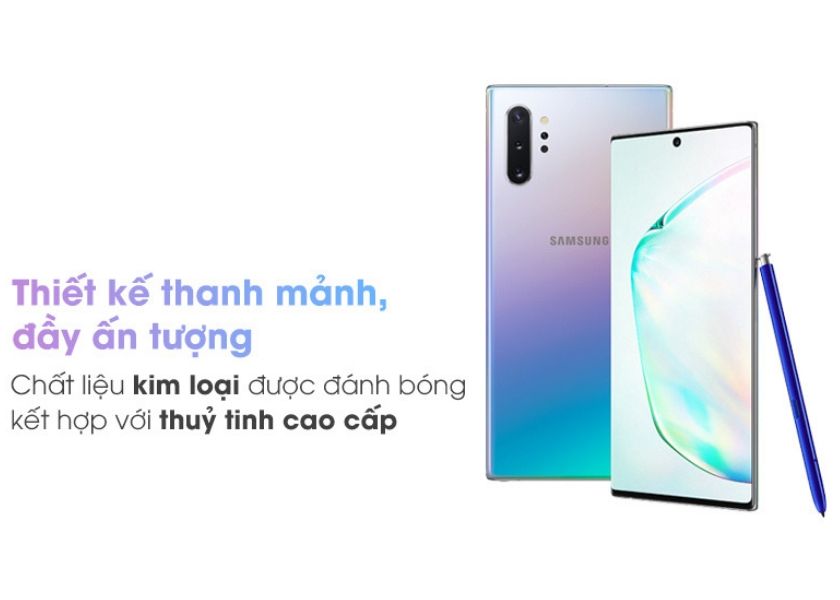 Thiết kế thanh mảnh,
đầy ấn tượng
Chất liệu kim loại được đánh bóng
kết hợp với thuỷ tinh cao cấp
SAMSUNG